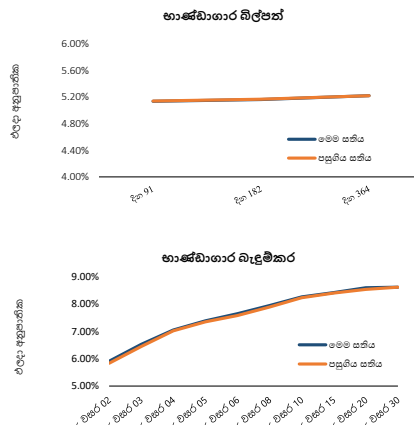 භාණ්ඩාගාර බිල්පත්
ඵලදා අනුපාතික
6.00%
5.60%
5.20%
4.80%
4.40%
4.00%
මෙම සතිය
පසුගිය සතිය
දින 91
දින 182
දින 364
භාණ්ඩාගාර බැඳුම්කර
ඵලදා අනුපාතික
9.00%
8.00%
7.00%
6.00%
5.00%
මෙම සතිය
පසුගිය සතිය
වසර 02
වසර 03
වසර 04
වසර 05
වසර 06
වසර 08
වසර 10
වසර 15
වසර 20
වසර 30